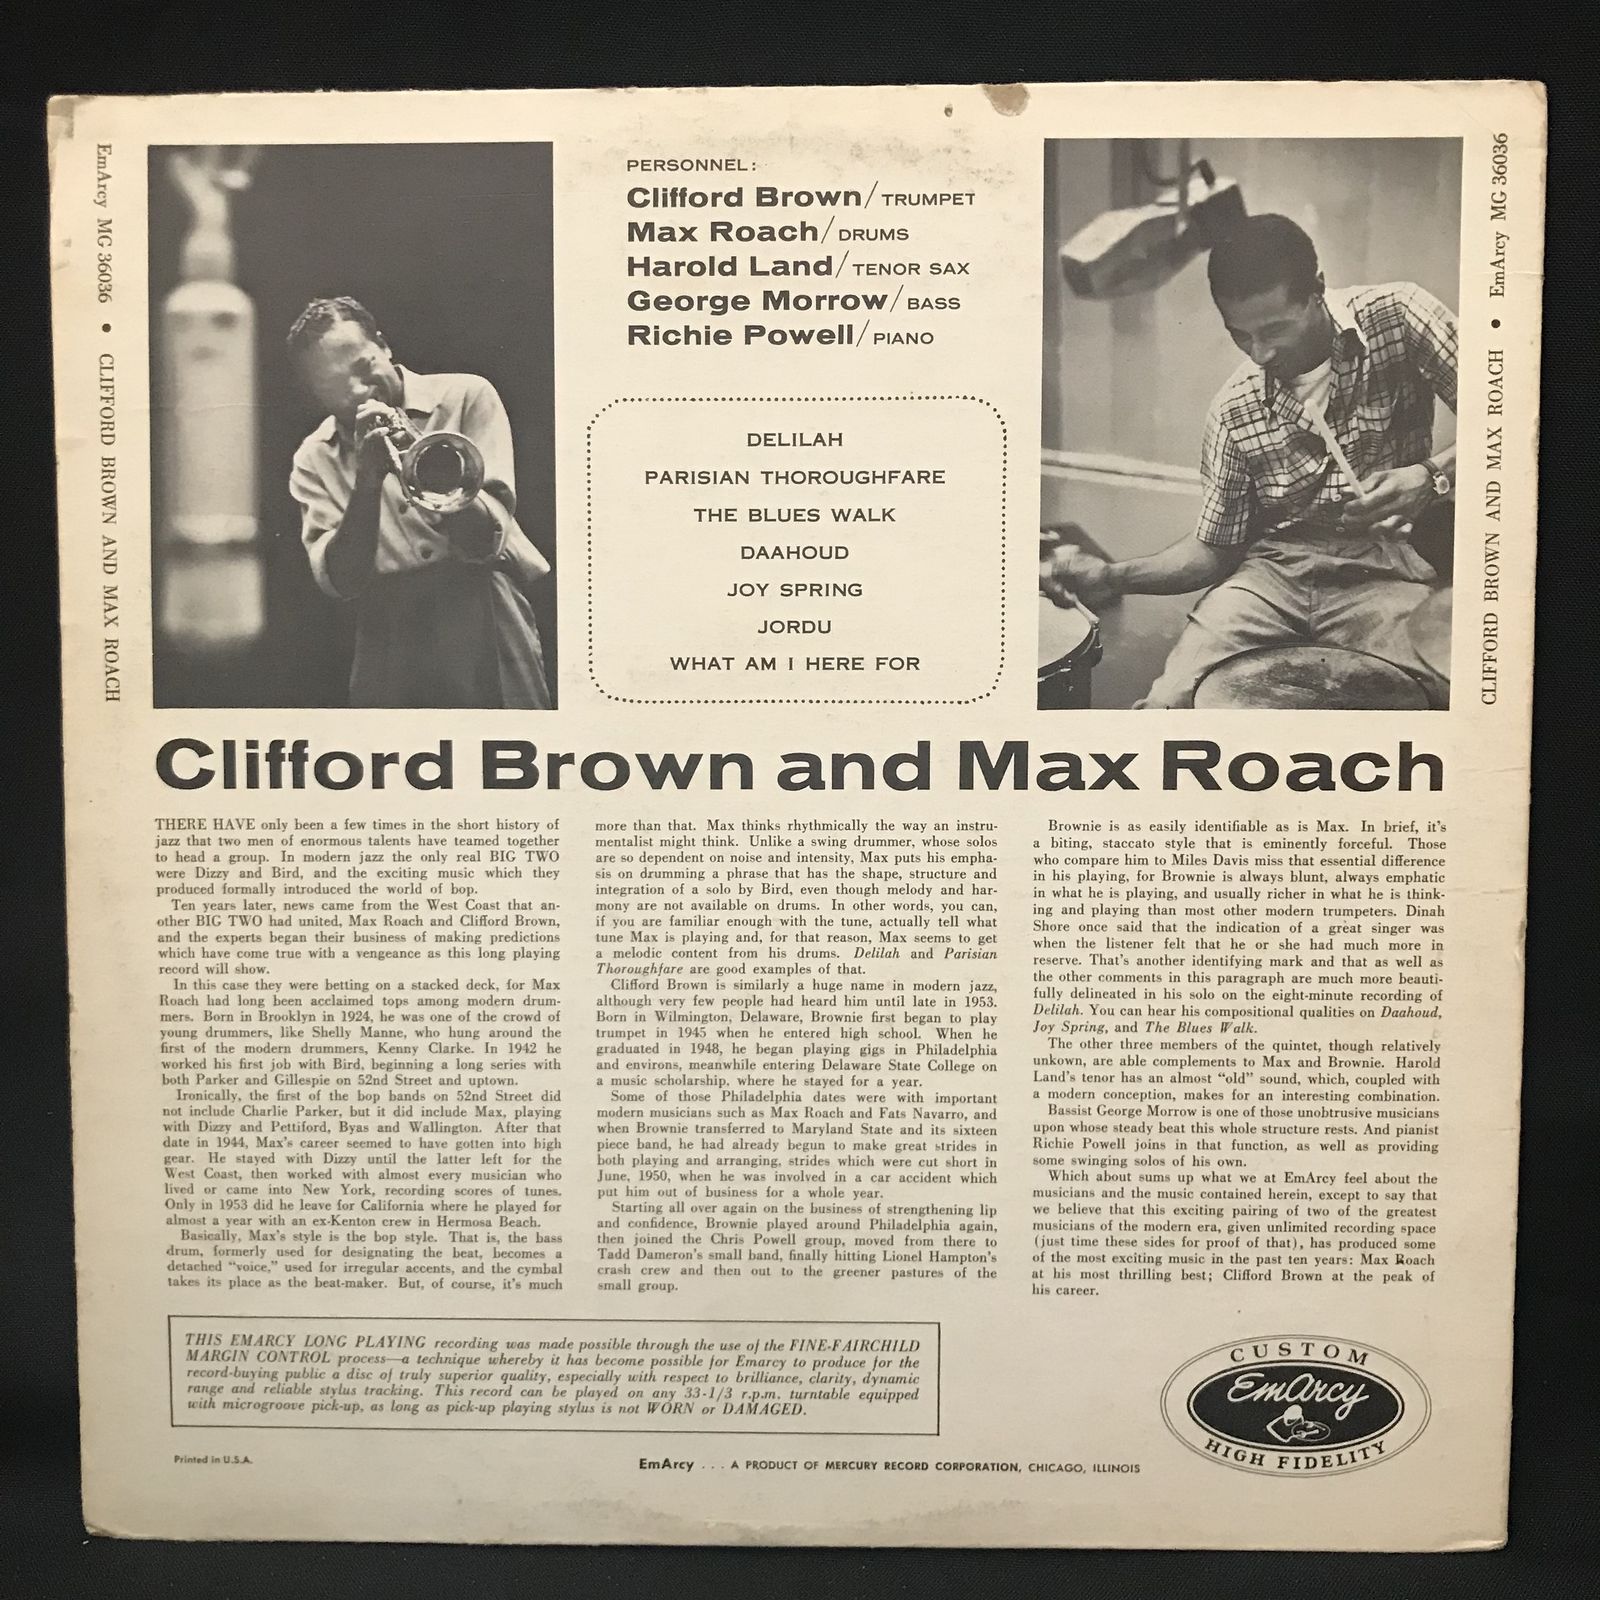 EmArcy MG 36036 • CLIFFORD BROWN AND MAX ROACH
PERSONNEL:
Clifford Brown/TRUMPET
Max Roach/DRUMS
Harold Land/TENOR SAX
George Morrow/BASS
Richie Powell/PIANO
DELILAH
PARISIAN THOROUGHFARE
THE BLUES WALK
DAAHOUD
JOY SPRING
JORDU
WHAT AM I HERE FOR
CLIFFORD BROWN AND MAX ROACH • EmArcy MG 36036
Clifford Brown and Max Roach
THERE HAVE only been a few times in the short history of
jazz that two men of enormous talents have teamed together
to head a group. In modern jazz the only real BIG TWO
were Dizzy and Bird, and the exciting music which they
produced formally introduced the world of bop.
Ten years later, news came from the West Coast that an-
other BIG TWO had united, Max Roach and Clifford Brown,
and the experts began their business of making predictions
which have come true with a vengeance as this long playing
record will show.
In this case they were betting on a stacked deck, for Max
Roach had long been acclaimed tops among modern drum-
mers. Born in Brooklyn in 1924, he was one of the crowd of
young drummers, like Shelly Manne, who hung around the
first of the modern drummers, Kenny Clarke. In 1942 he
worked his first job with Bird, beginning a long series with
both Parker and Gillespie on 52nd Street and uptown.
Ironically, the first of the bop bands on 52nd Street did
not include Charlie Parker, but it did include Max, playing
with Dizzy and Pettiford, Byas and Wallington. After that
date in 1944, Max's career seemed to have gotten into high
gear. He stayed with Dizzy until the latter left for the
West Coast, then worked with almost every musician who
lived or came into New York, recording scores of tunes.
Only in 1953 did he leave for California where he played for
almost a year with an ex-Kenton crew in Hermosa Beach.
Basically, Max's style is the bop style. That is, the bass
drum, formerly used for designating the beat, becomes a
detached "voice," used for irregular accents, and the cymbal
takes its place as the beat-maker. But, of course, it's much
more than that. Max thinks rhythmically the way an instru-
mentalist might think. Unlike a swing drummer, whose solos
are so dependent on noise and intensity, Max puts his empha-
sis on drumming a phrase that has the shape, structure and
integration of a solo by Bird, even though melody and har-
mony are not available on drums. In other words, you can,
if you are familiar enough with the tune, actually tell what
tune Max is playing and, for that reason, Max seems to get
a melodic content from his drums. Delilah and Parisian
Thoroughfare are good examples of that.
Clifford Brown is similarly a huge name in modern jazz,
although very few people had heard him until late in 1953.
Born in Wilmington, Delaware, Brownie first began to play
trumpet in 1945 when he entered high school. When he
graduated in 1948, he began playing gigs in Philadelphia
and environs, meanwhile entering Delaware State College on
a music scholarship, where he stayed for a year.
Some of those Philadelphia dates were with important
modern musicians such as Max Roach and Fats Navarro, and
when Brownie transferred to Maryland State and its sixteen
piece band, he had already begun to make great strides in
both playing and arranging, strides which were cut short in
June, 1950, when he was involved in a car accident which
put him out of business for a whole year.
Starting all over again on the business of strengthening lip
and confidence, Brownie played around Philadelphia again,
then joined the Chris Powell group, moved from there to
Tadd Dameron's small band, finally hitting Lionel Hampton's
crash crew and then out to the greener pastures of the
small group.
Brownie is as easily identifiable as is Max. In brief, it's
a biting, staccato style that is eminently forceful. Those
who compare him to Miles Davis miss that essential difference
in his playing, for Brownie is always blunt, always emphatic
in what he is playing, and usually richer in what he is think-
ing and playing than most other modern trumpeters. Dinah
Shore once said that the indication of a great singer was
when the listener felt that he or she had much more in
reserve. That's another identifying mark and that as well as
the other comments in this paragraph are much more beauti-
fully delineated in his solo on the eight-minute recording of
Delilah. You can hear his compositional qualities on Daahoud,
Joy Spring, and The Blues Walk.
The other three members of the quintet, though relatively
unkown, are able complements to Max and Brownie. Harold
Land's tenor has an almost "old" sound, which, coupled with
a modern conception, makes for an interesting combination.
Bassist George Morrow is one of those unobtrusive musicians
upon whose steady beat this whole structure rests. And pianist
Richie Powell joins in that function, as well as providing
some swinging solos of his own.
Which about sums up what we at EmArcy feel about the
musicians and the music contained herein, except to say that
we believe that this exciting pairing of two of the greatest
musicians of the modern era, given unlimited recording space
(just time these sides for proof of that), has produced some
of the most exciting music in the past ten years: Max Roach
at his most thrilling best; Clifford Brown at the peak of
his career.
THIS EMARCY LONG PLAYING recording was made possible through the use of the FINE-FAIRCHILD
MARGIN CONTROL process—a technique whereby it has become possible for Emarcy to produce for the
record-buying public a disc of truly superior quality, especially with respect to brilliance, clarity, dynamic
range and reliable stylus tracking. This record can be played on any 33-1/3 r.p.m. turntable equipped
with microgroove pick-up, as long as pick-up playing stylus is not WORN or DAMAGED.
CUSTOM
EmArcy
HIGH FIDELITY
Printed in U.S.A.
EmArcy . . . A PRODUCT OF MERCURY RECORD CORPORATION, CHICAGO, ILLINOIS